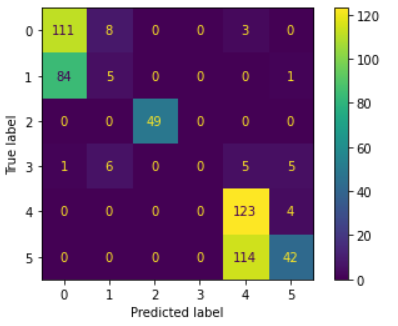 0 111 8 0 0 3 0
1 84 5 0 0 0 1
2 0 0 49 0 0 0
3 1 6 0 0 5 5
4 0 0 0 0 123 4
5 0 0 0 0 114 42
0 1 2 3 4 5
Predicted label
True label
120
100
80
60
40
20
0